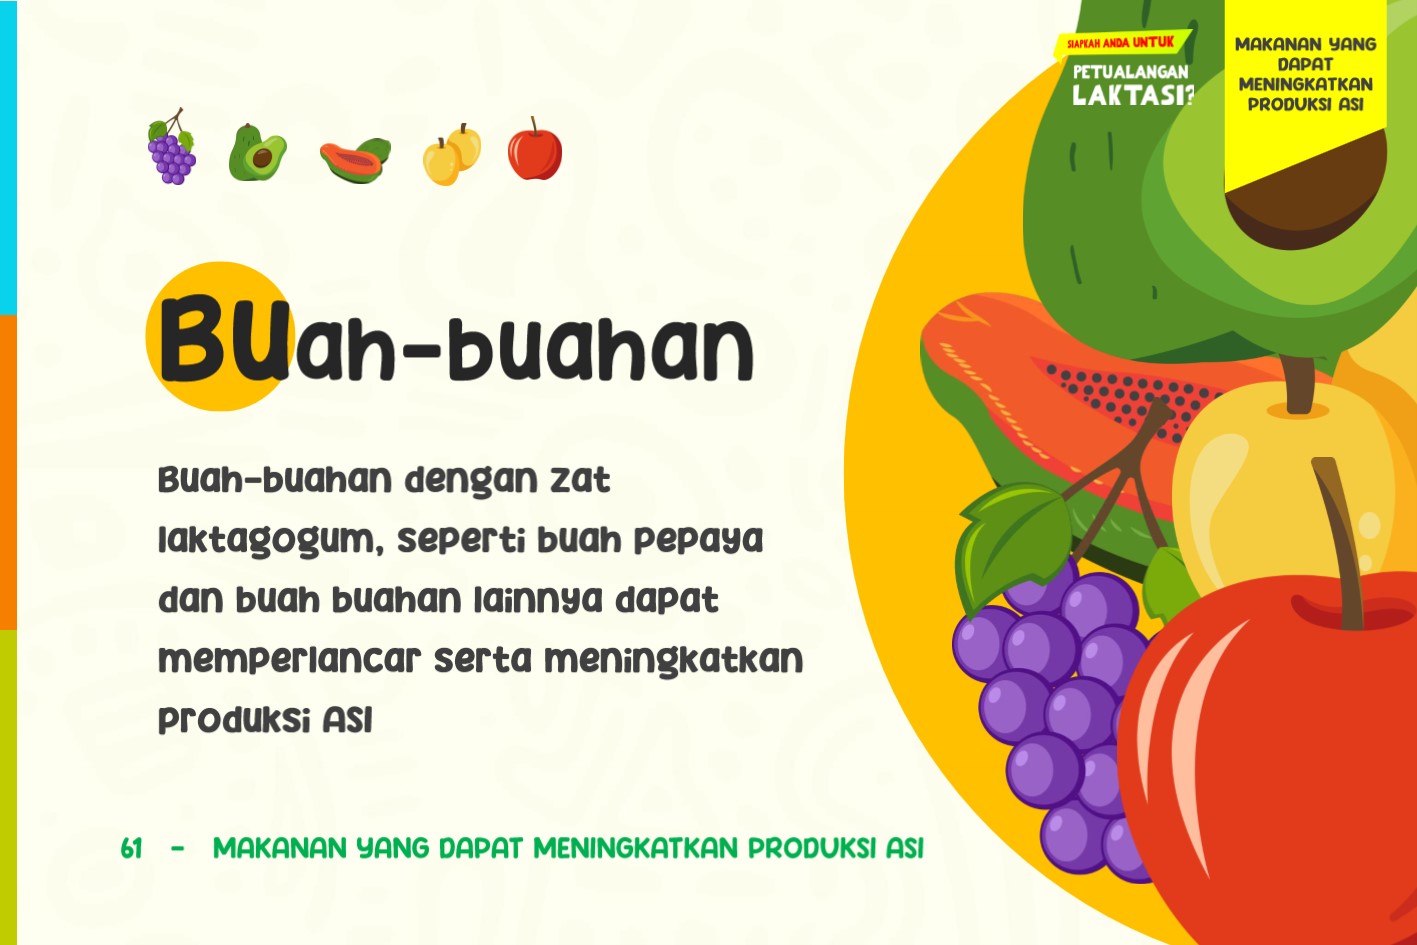 SIAPKAH ANDA UNTUK
PETUALANGAN
LAKTASI?
MAKANAN YANG
DAPAT
MENINGKATKAN
PRODUKSI ASI
BUah-buahan
Buah-buahan dengan zat
laktagogum, seperti buah pepaya
dan buah buahan lainnya dapat
memperlancar serta meningkatkan
produksi ASI
61 - MAKANAN YANG DAPAT MENINGKATKAN PRODUKSI ASI